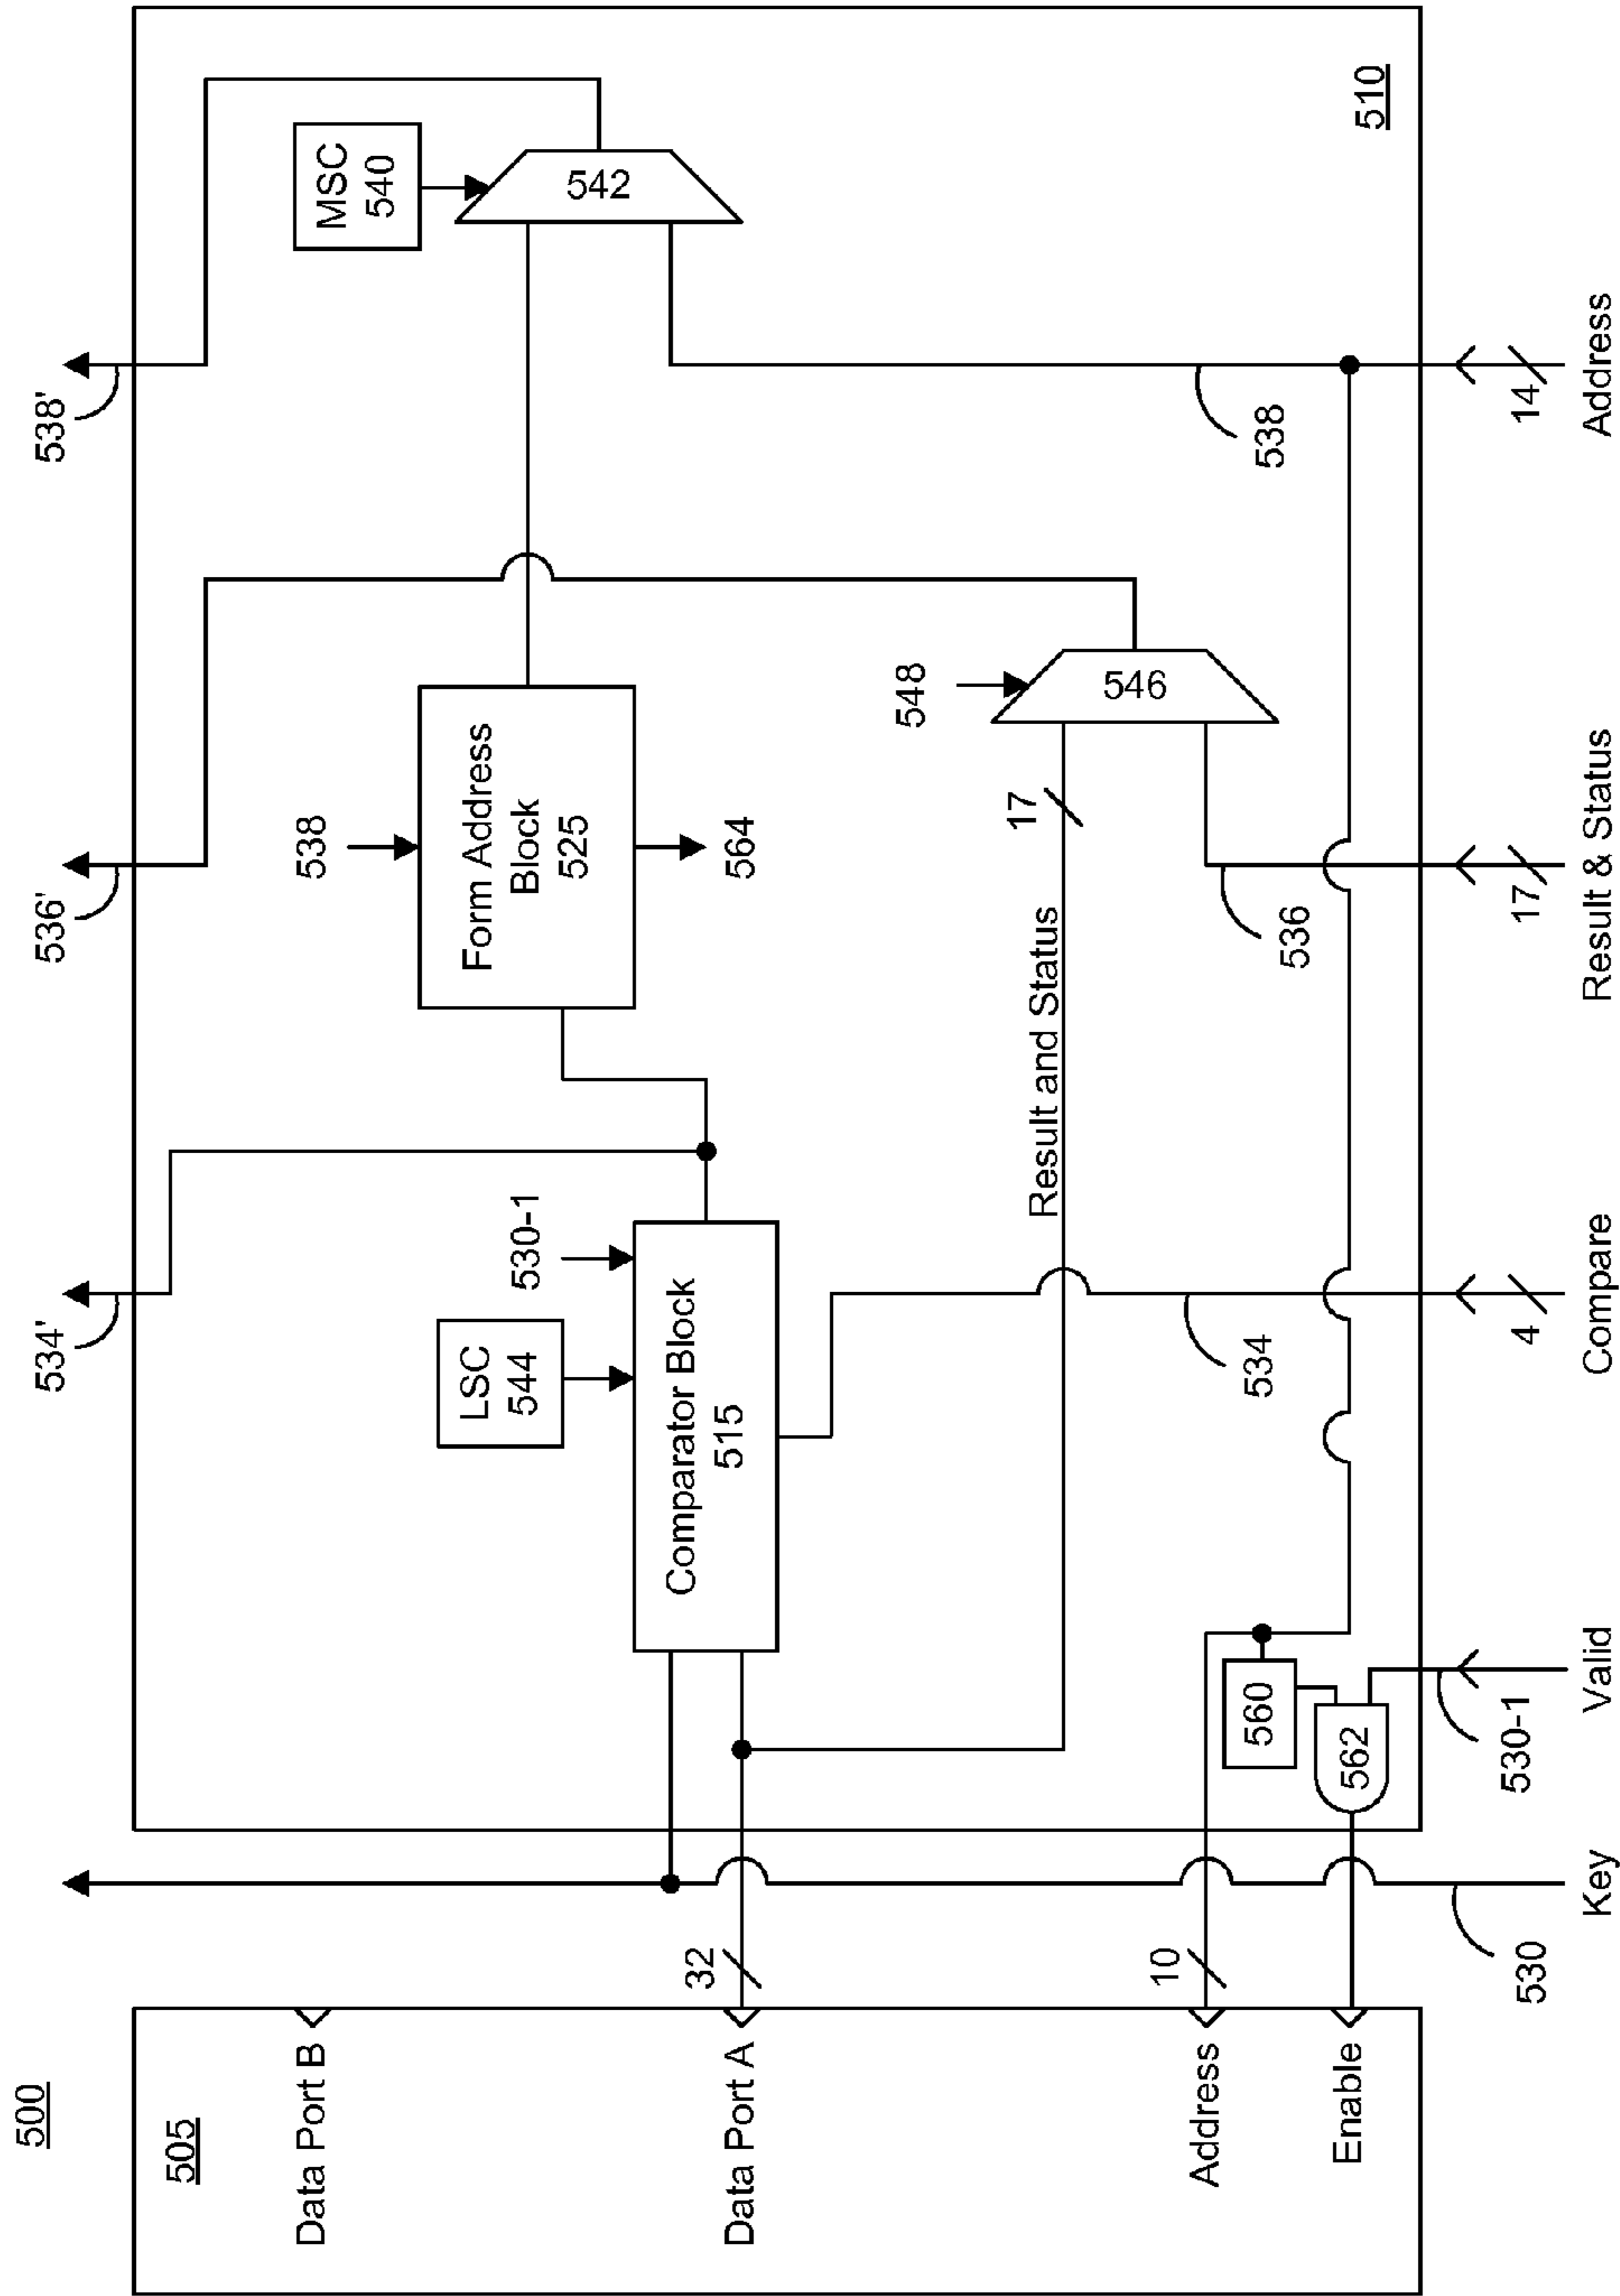 500
505
Data Port B
Data Port A
Address
Enable
32
10
530
Key
510
538'
536'
534'
MSC
540
542
538
Form Address
Block
525
564
548
546
17
Result and Status
LSC
544
530-1
Comparator Block
515
534
536
538
560
562
530-1
Valid
4
Compare
17
Result & Status
14
Address